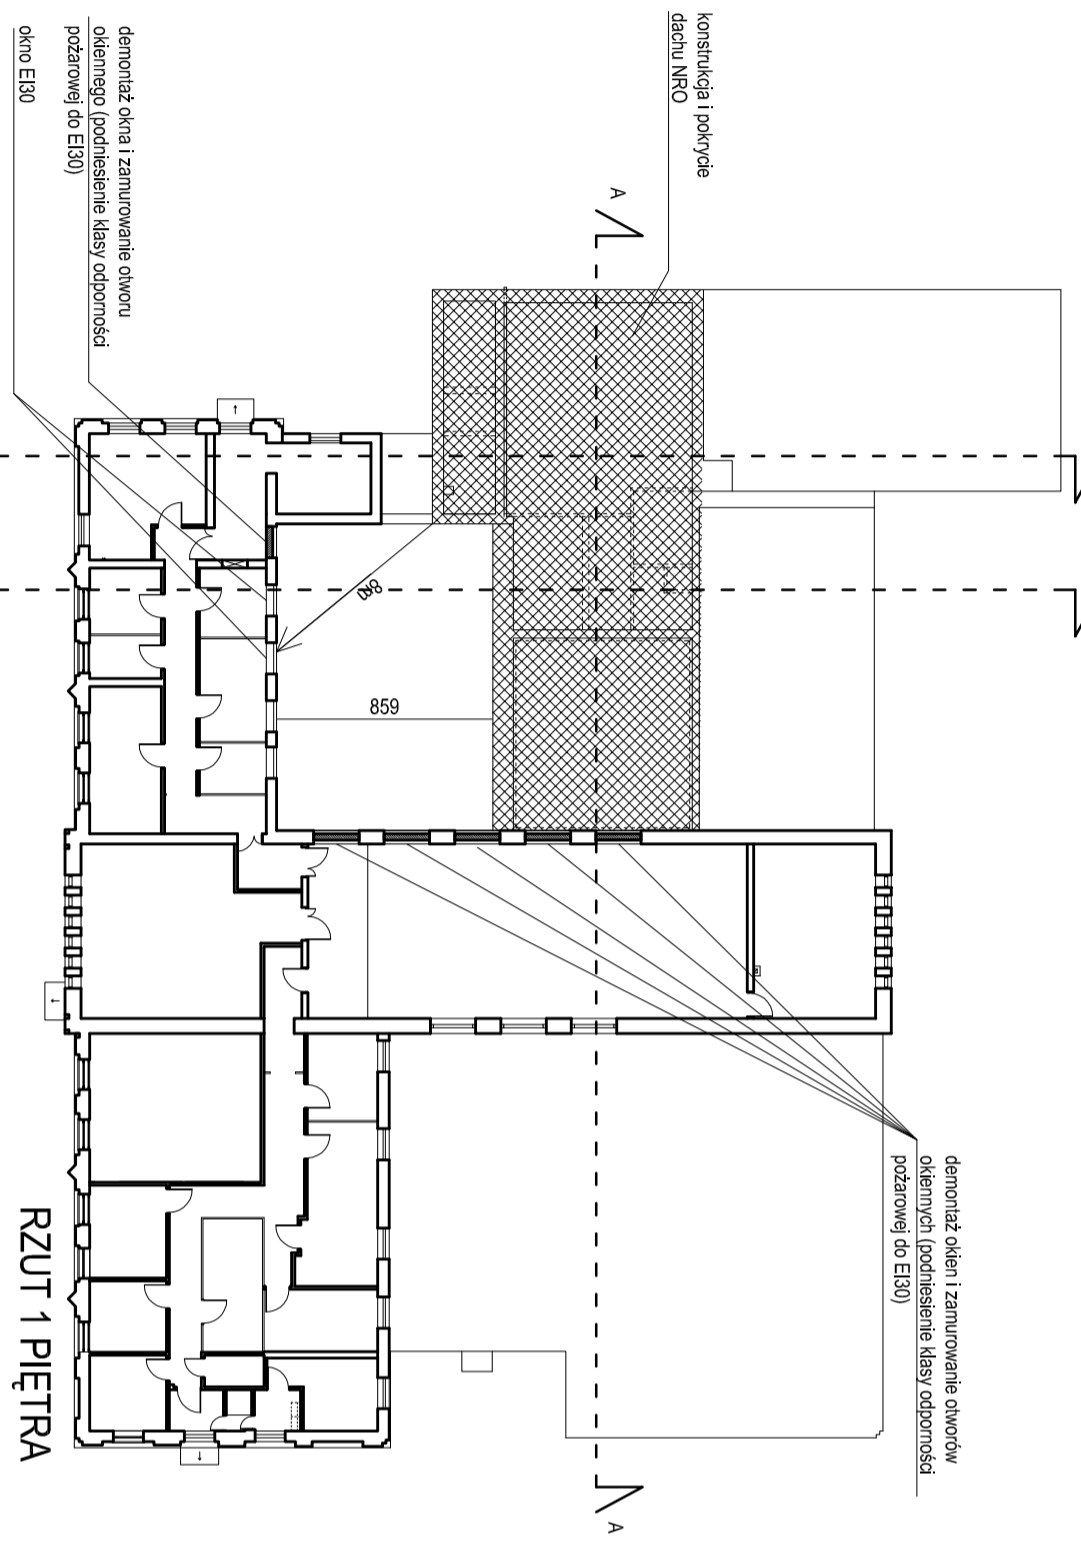 konstrukcja i pokrycie
dachu NRO
demontaż okna i zamurowanie otworu
okiennego (podniesienie klasy odporności
pożarowej do EI30)
okno EI30
A
8m
859
demontaż okien i zamurowanie otworów
okiennych (podniesienie klasy odporności
pożarowej do EI30)
A
RZUT 1 PIĘTRA